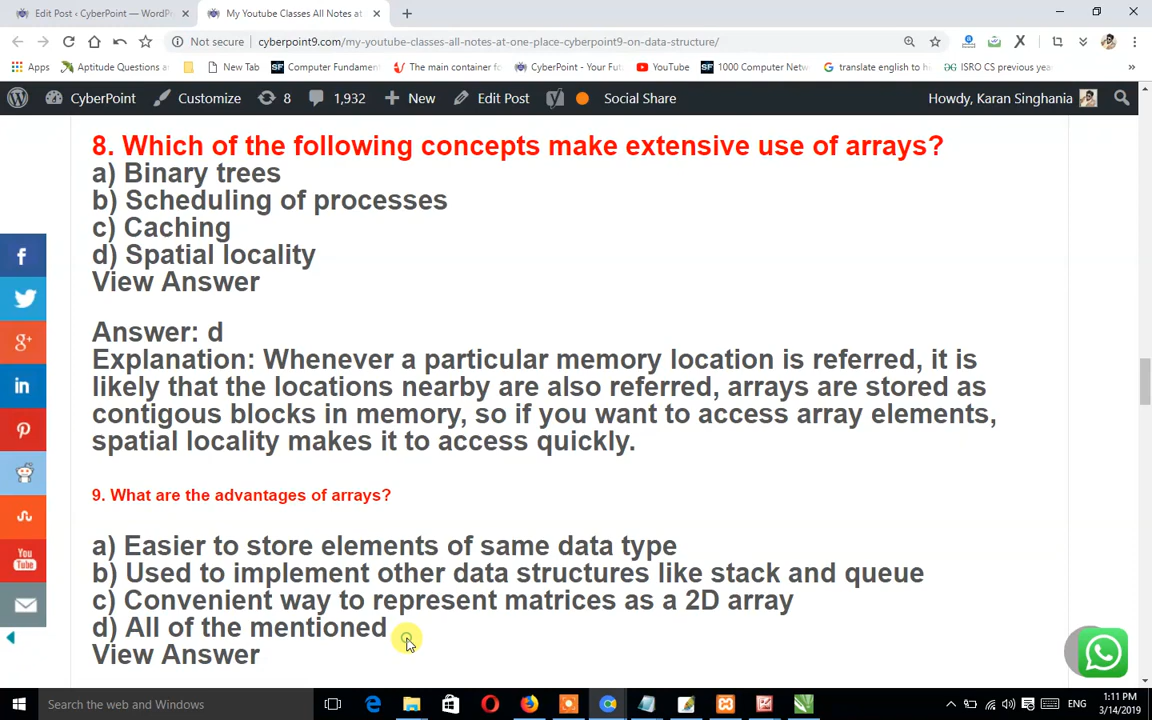 Edit Post ‹ CyberPoint — WordP
My Youtube Classes All Notes at
Not secure
cyberpoint9.com/my-youtube-classes-all-notes-at-one-place-cyberpoint9-on-data-structure/
Apps
Aptitude Questions a
New Tab
Computer Fundamen
The main container fo
CyberPoint - Your Fut
YouTube
1000 Computer Netw
translate english to h
ISRO CS previous yea
CyberPoint
Customize
8
1,932
New
Edit Post
Social Share
Howdy, Karan Singhania
8. Which of the following concepts make extensive use of arrays?
a) Binary trees
b) Scheduling of processes
c) Caching
d) Spatial locality
View Answer
Answer: d
Explanation: Whenever a particular memory location is referred, it is
likely that the locations nearby are also referred, arrays are stored as
contigous blocks in memory, so if you want to access array elements,
spatial locality makes it to access quickly.
9. What are the advantages of arrays?
a) Easier to store elements of same data type
b) Used to implement other data structures like stack and queue
c) Convenient way to represent matrices as a 2D array
d) All of the mentioned
View Answer
Search the web and Windows
ENG
1:11 PM
3/14/2019